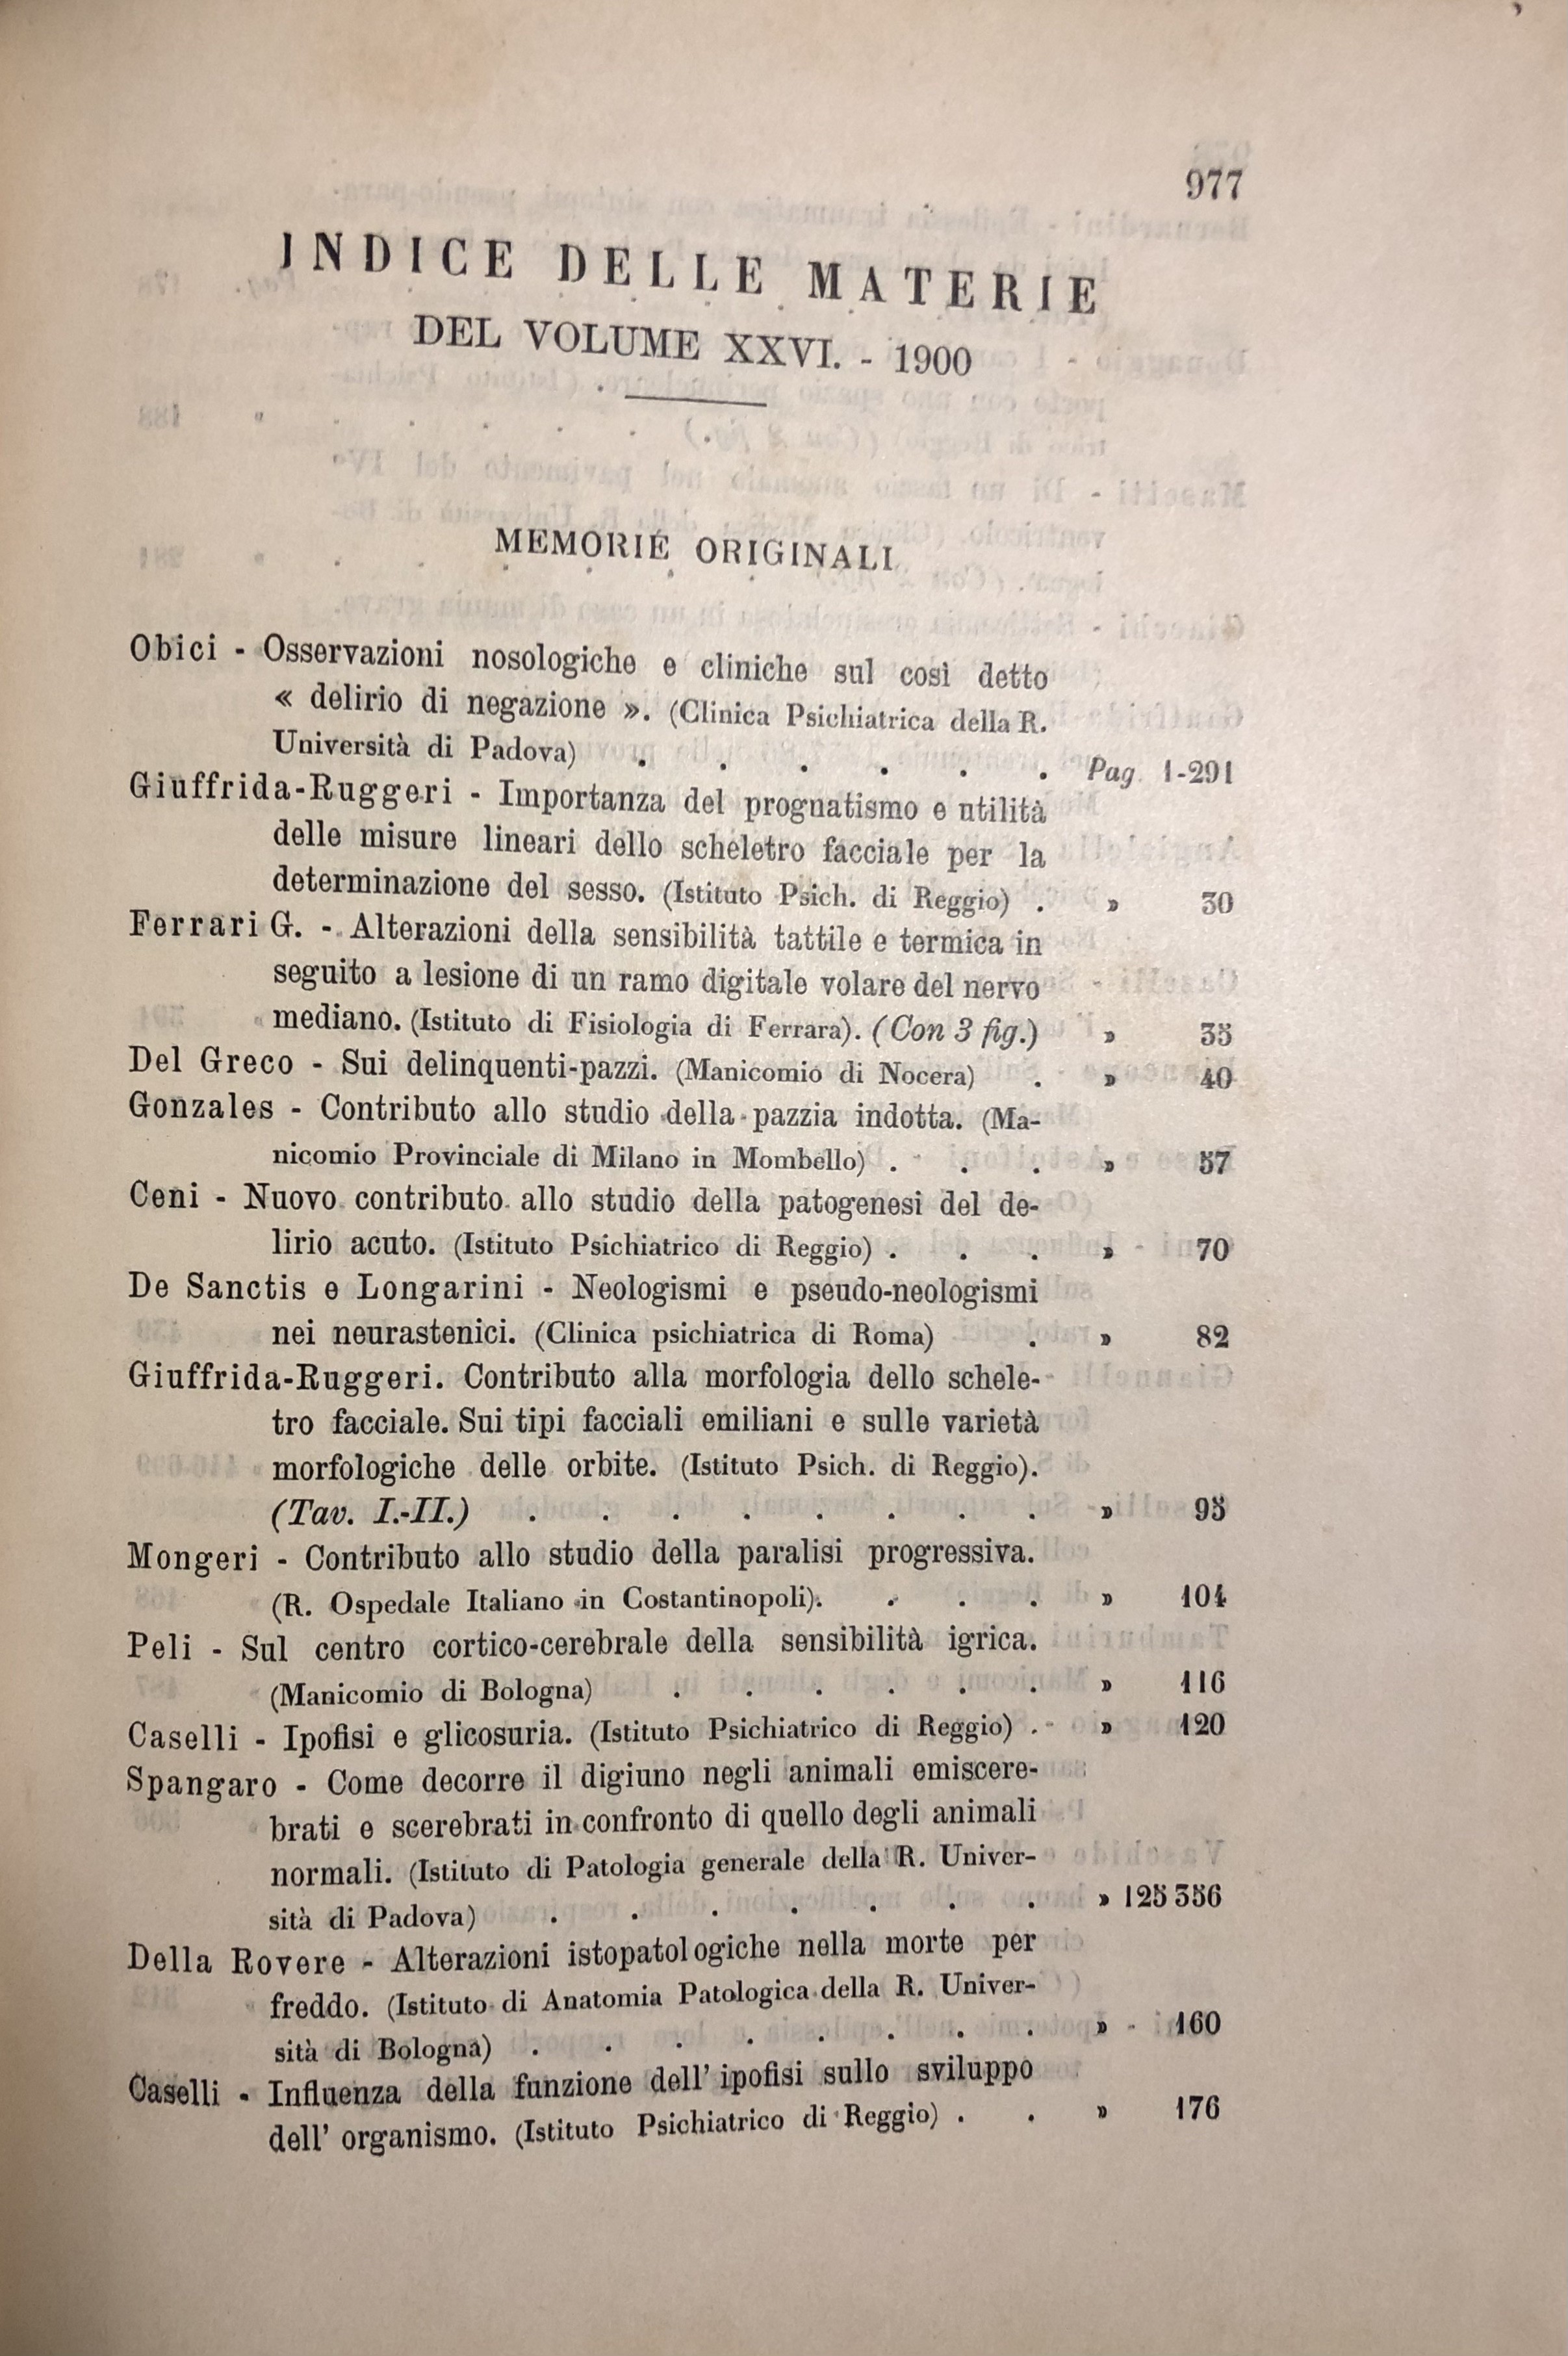 977
INDICE DELLE MATERIE
DEL VOLUME XXVI. - 1900
MEMORIE ORIGINALI
Obici - Osservazioni nosologiche e cliniche sul così detto
« delirio di negazione ». (Clinica Psichiatrica della R.
Università di Padova) . . . . . . Pag. 1-291
Giuffrida-Ruggeri - Importanza del prognatismo e utilità
delle misure lineari dello scheletro facciale per la
determinazione del sesso. (Istituto Psich. di Reggio) . » 30
Ferrari G. - Alterazioni della sensibilità tattile e termica in
seguito a lesione di un ramo digitale volare del nervo
mediano. (Istituto di Fisiologia di Ferrara). (Con 3 fig.) » 35
Del Greco - Sui delinquenti-pazzi. (Manicomio di Nocera) . » 40
Gonzales - Contributo allo studio della pazzia indotta. (Ma-
nicomio Provinciale di Milano in Mombello) . . . » 57
Ceni - Nuovo contributo allo studio della patogenesi del de-
lirio acuto. (Istituto Psichiatrico di Reggio) . . . » 70
De Sanctis e Longarini - Neologismi e pseudo-neologismi
nei neurastenici. (Clinica psichiatrica di Roma) . » 82
Giuffrida-Ruggeri. Contributo alla morfologia dello schele-
tro facciale. Sui tipi facciali emiliani e sulle varietà
morfologiche delle orbite. (Istituto Psich. di Reggio).
(Tav. I.-II.) . . . . . . . . » 95
Mongeri - Contributo allo studio della paralisi progressiva.
(R. Ospedale Italiano in Costantinopoli). . . . » 104
Peli - Sul centro cortico-cerebrale della sensibilità igrica.
(Manicomio di Bologna) . . . . . . » 116
Caselli - Ipofisi e glicosuria. (Istituto Psichiatrico di Reggio) . » 120
Spangaro - Come decorre il digiuno negli animali emiscere-
brati e scerebrati in confronto di quello degli animali
normali. (Istituto di Patologia generale della R. Univer-
sità di Padova) . . . . . . . » 125 356
Della Rovere - Alterazioni istopatologiche nella morte per
freddo. (Istituto di Anatomia Patologica della R. Univer-
sità di Bologna) . . . . . . . . » 160
Caselli - Influenza della funzione dell' ipofisi sullo sviluppo
dell' organismo. (Istituto Psichiatrico di Reggio) . . » 176